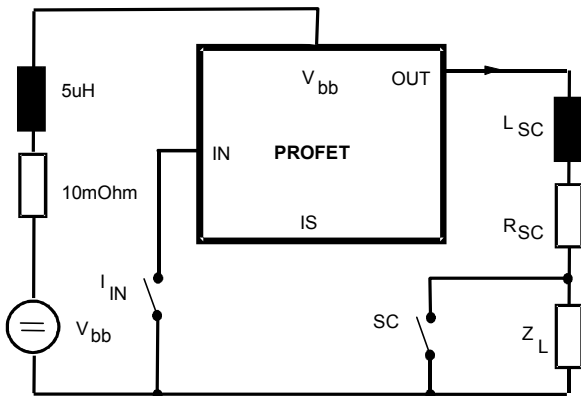 5uH
10mOhm
V bb
I IN
V bb
OUT
IN
PROFET
IS
L SC
R SC
SC
Z L